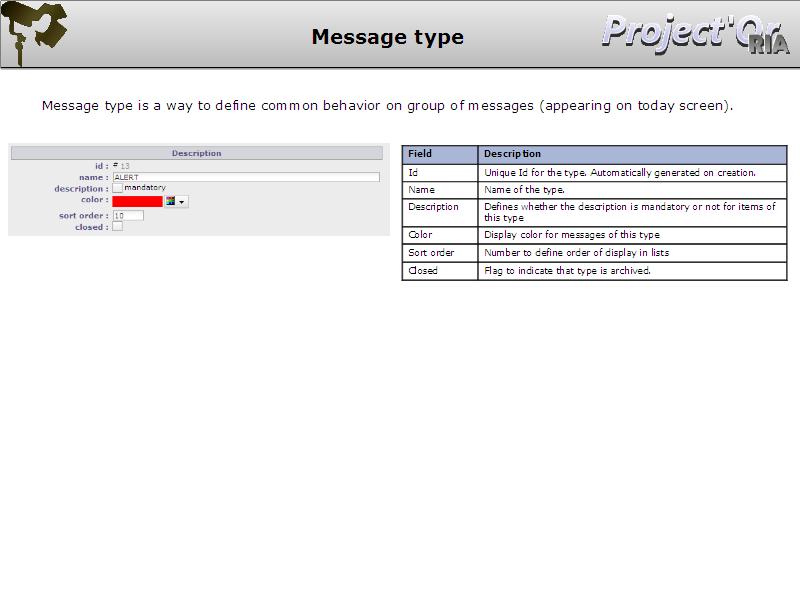 Message type
Project'Or
RIA
Message type is a way to define common behavior on group of messages (appearing on today screen).
Description
id : # 13
name : ALERT
description : mandatory
color :
sort order : 10
closed :
Field Description
Id Unique Id for the type. Automatically generated on creation.
Name Name of the type.
Description Defines whether the description is mandatory or not for items of
this type
Color Display color for messages of this type
Sort order Number to define order of display in lists
Closed Flag to indicate that type is archived.